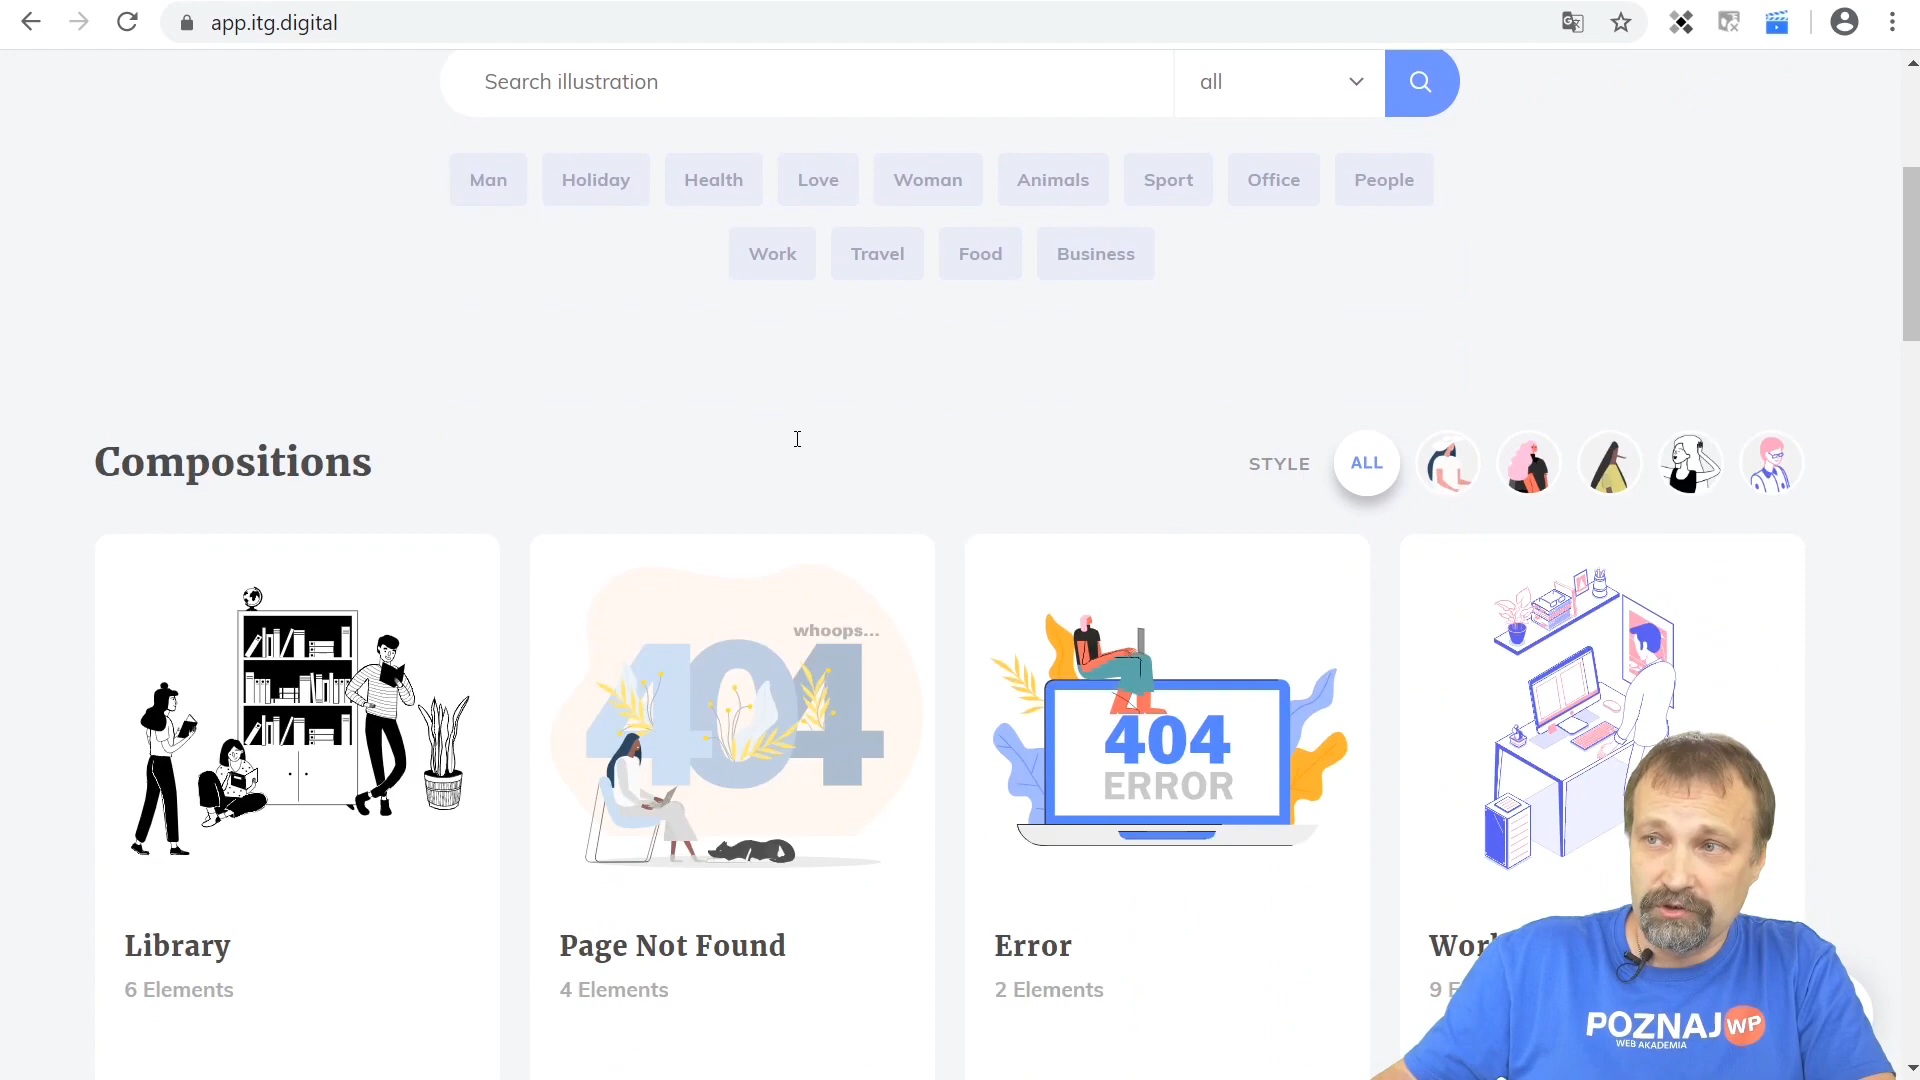 app.itg.digital
Search illustration
all
Man
Holiday
Health
Love
Woman
Animals
Sport
Office
People
Work
Travel
Food
Business
Compositions
STYLE
ALL
whoops...
404
404
ERROR
Library
Page Not Found
Error
6 Elements
4 Elements
2 Elements
9
POZNAJ WP
WEB AKADEMIA